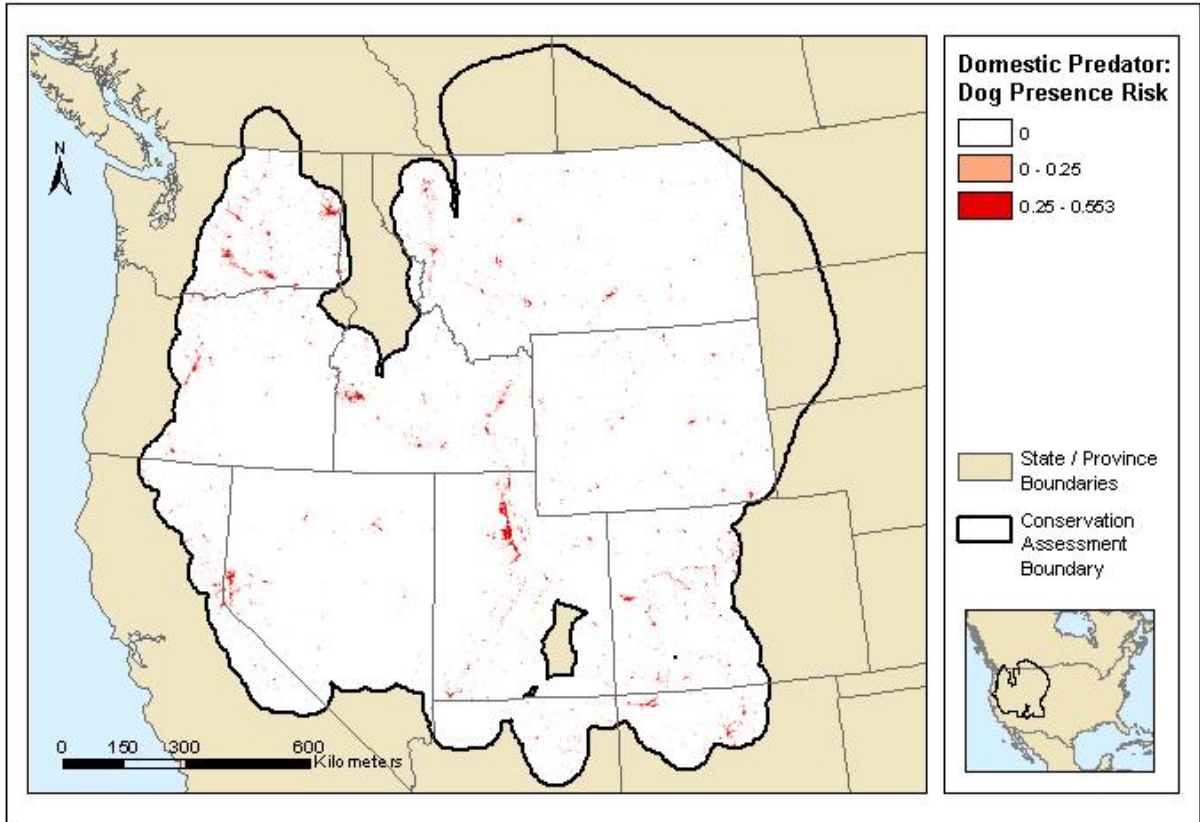 Domestic Predator:
Dog Presence Risk
0
0 - 0.25
0.25 - 0.553
State / Province
Boundaries
Conservation
Assessment
Boundary
N
0 150 300 600
Kilometers